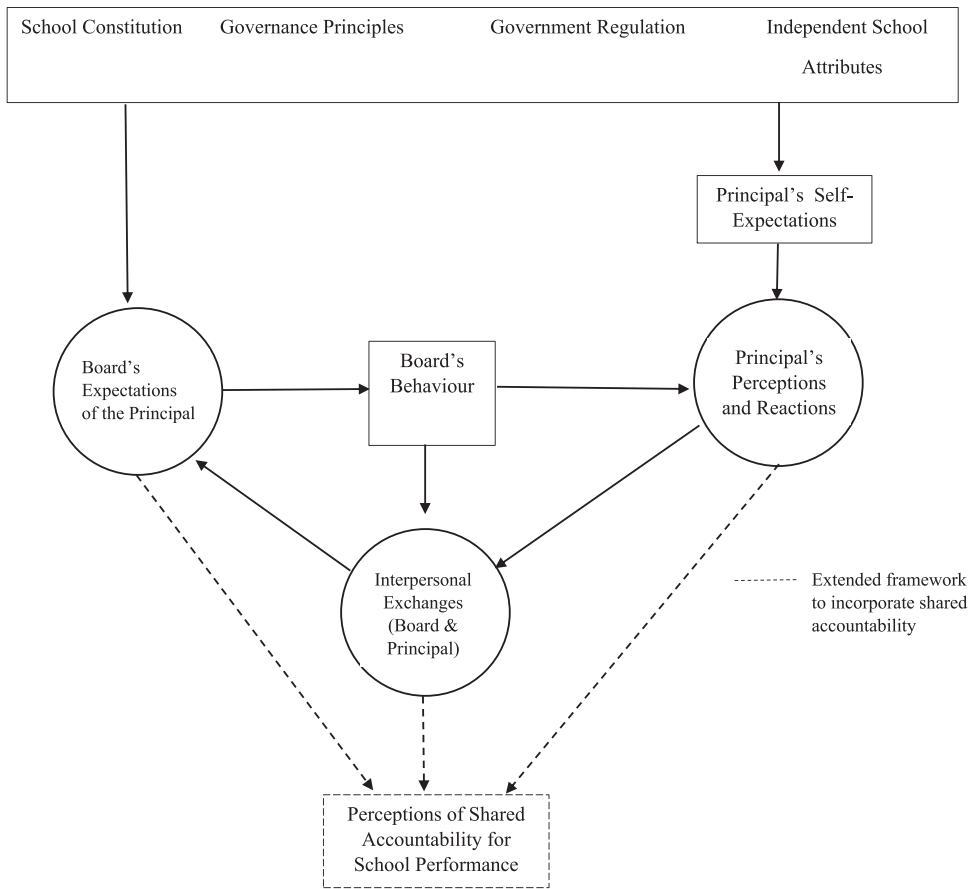 School Constitution Governance Principles Government Regulation Independent School
Attributes
Principal's Self-
Expectations
Board's
Expectations
of the Principal
Board's
Behaviour
Principal's
Perceptions
and Reactions
Interpersonal
Exchanges
(Board &
Principal)
Extended framework
to incorporate shared
accountability
Perceptions of Shared
Accountability for
School Performance